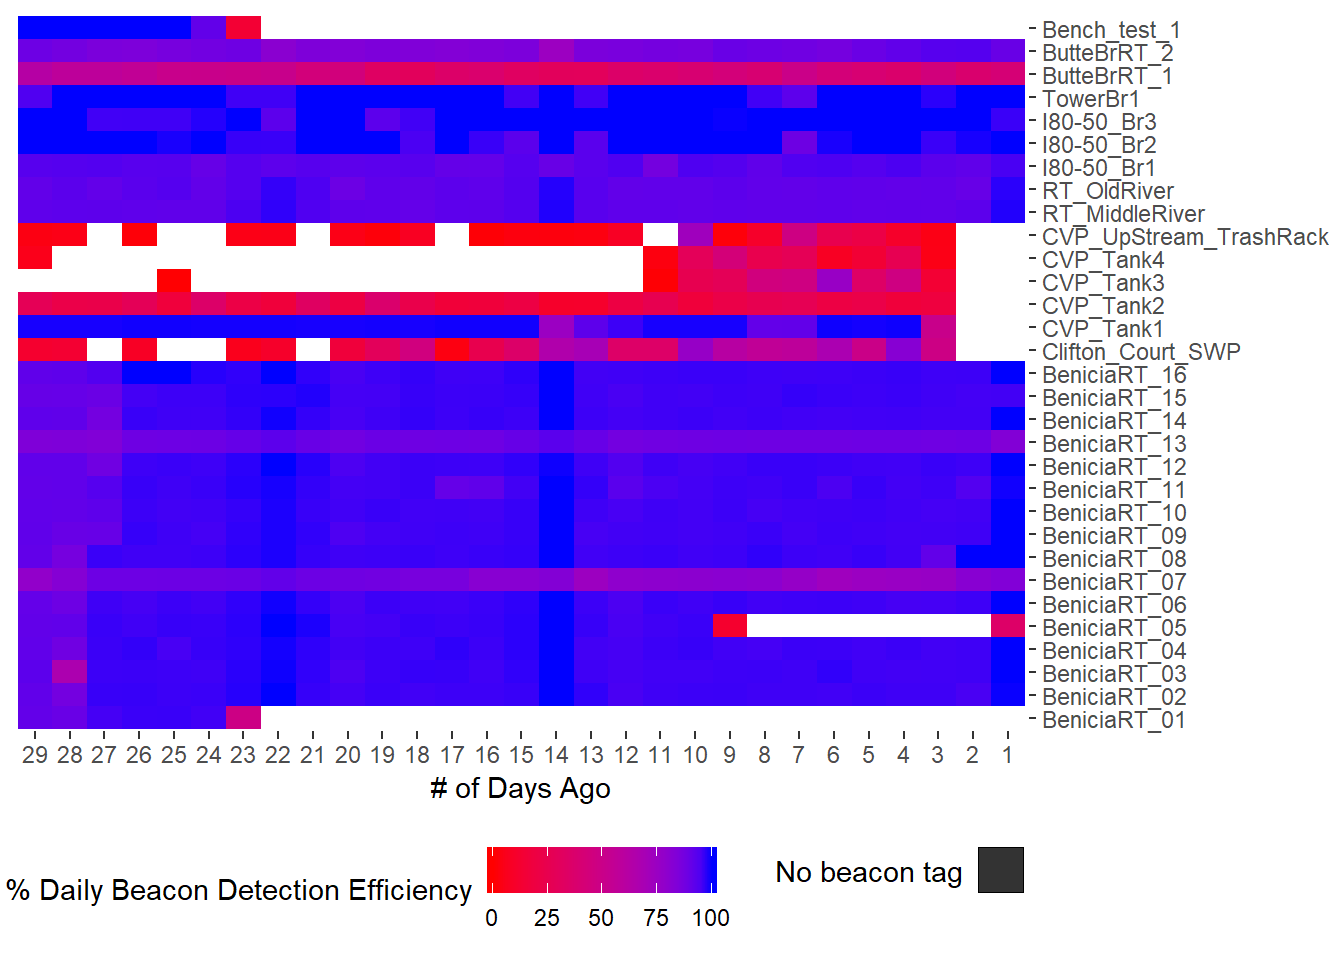 Bench_test_1
ButteBrRT_2
ButteBrRT_1
TowerBr1
I80-50_Br3
I80-50_Br2
I80-50_Br1
RT_OldRiver
RT_MiddleRiver
CVP_UpStream_TrashRack
CVP_Tank4
CVP_Tank3
CVP_Tank2
CVP_Tank1
Clifton_Court_SWP
BeniciaRT_16
BeniciaRT_15
BeniciaRT_14
BeniciaRT_13
BeniciaRT_12
BeniciaRT_11
BeniciaRT_10
BeniciaRT_09
BeniciaRT_08
BeniciaRT_07
BeniciaRT_06
BeniciaRT_05
BeniciaRT_04
BeniciaRT_03
BeniciaRT_02
BeniciaRT_01
29 28 27 26 25 24 23 22 21 20 19 18 17 16 15 14 13 12 11 10 9 8 7 6 5 4 3 2 1
# of Days Ago
% Daily Beacon Detection Efficiency
0 25 50 75 100
No beacon tag